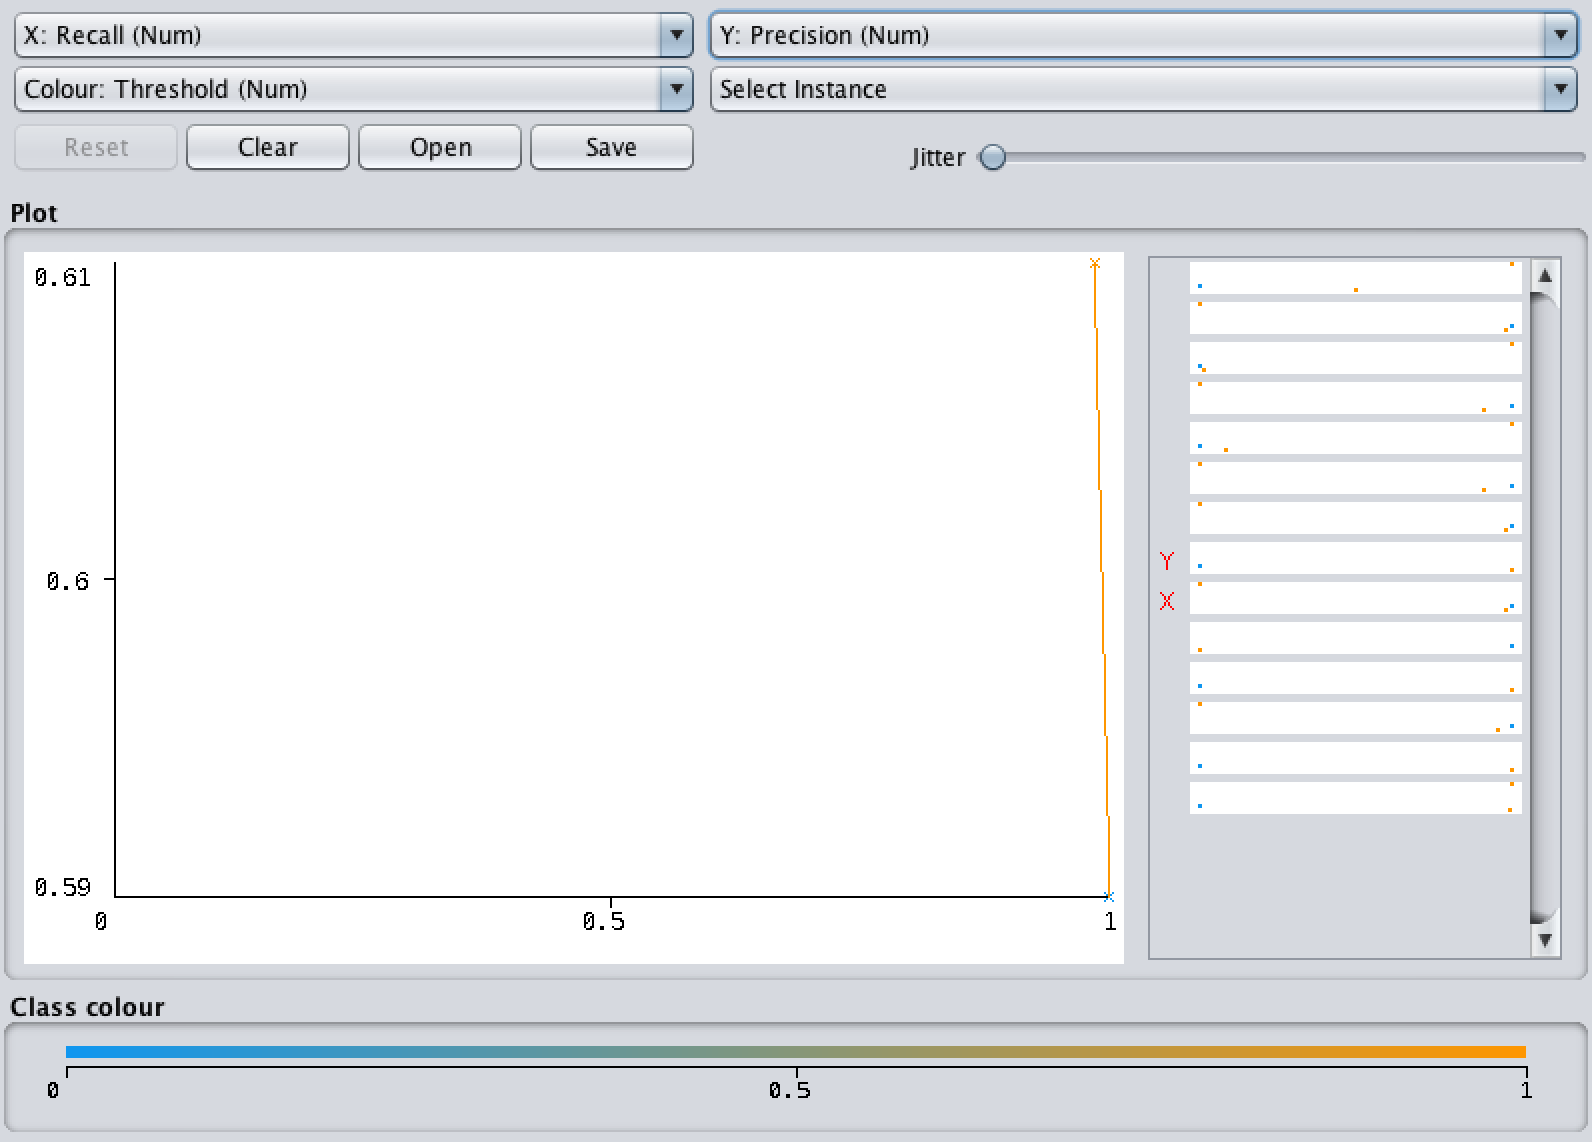 X: Recall (Num)
Y: Precision (Num)
Colour: Threshold (Num)
Select Instance
Reset
Clear
Open
Save
Jitter
Plot
0.61
0.6
0.59
0
0.5
1
Y
X
Class colour
0
0.5
1